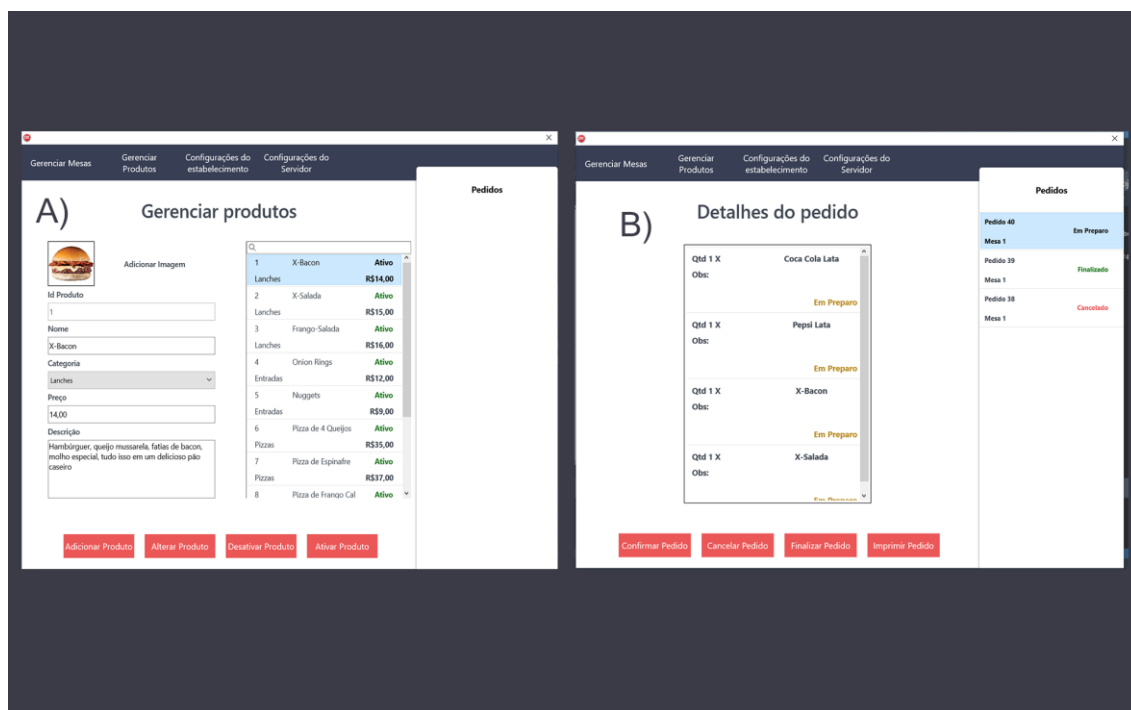 Gerenciar Mesas
Gerenciar
Produtos
Configurações do
estabelecimento
Configurações do
Servidor
A)
Gerenciar produtos
Adicionar Imagem
Id Produto
1
Nome
X-Bacon
Categoria
Lanches
Preço
14,00
Descrição
Hambúrguer, queijo mussarela, fatias de bacon,
molho especial, tudo isso em um delicioso pão
caseiro
1 X-Bacon Ativo
Lanches R$14,00
2 X-Salada Ativo
Lanches R$15,00
3 Frango-Salada Ativo
Lanches R$16,00
4 Onion Rings Ativo
Entradas R$12,00
5 Nuggets Ativo
Entradas R$9,00
6 Pizza de 4 Queijos Ativo
Pizzas R$35,00
7 Pizza de Espinafre Ativo
Pizzas R$37,00
8 Pizza de Frango Cal Ativo
Adicionar Produto Alterar Produto Desativar Produto Ativar Produto
Pedidos
Gerenciar Mesas
Gerenciar
Produtos
Configurações do
estabelecimento
Configurações do
Servidor
B)
Detalhes do pedido
Qtd 1 X Coca Cola Lata
Obs:
Em Preparo
Qtd 1 X Pepsi Lata
Obs:
Em Preparo
Qtd 1 X X-Bacon
Obs:
Em Preparo
Qtd 1 X X-Salada
Obs:
Em Preparo
Confirmar Pedido Cancelar Pedido Finalizar Pedido Imprimir Pedido
Pedidos
Pedido 40
Em Preparo
Mesa 1
Pedido 39
Finalizado
Mesa 1
Pedido 38
Cancelado
Mesa 1